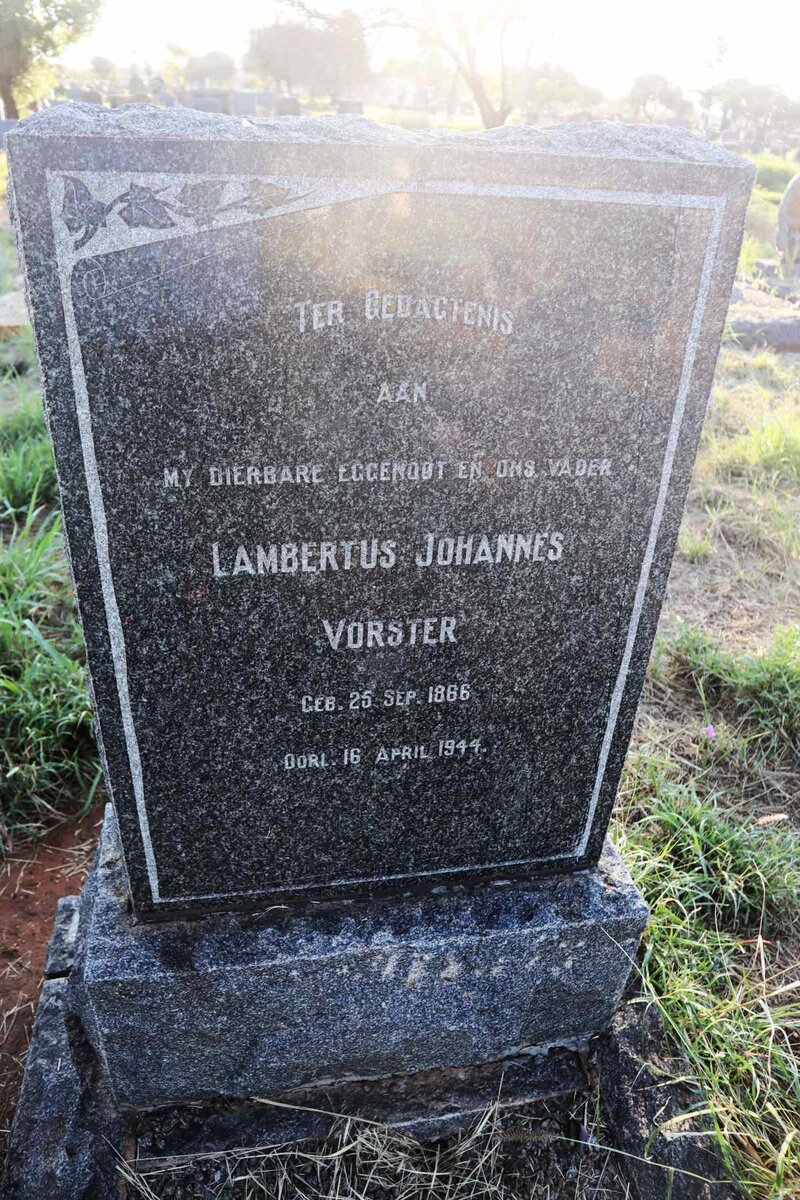 TER GEDAGTENIS
AAN
MY DIERBARE EGGENOOT EN ONS VADER
LAMBERTUS JOHANNES
VORSTER
GEB. 25 SEP. 1866
OORL. 16 APRIL 1944.